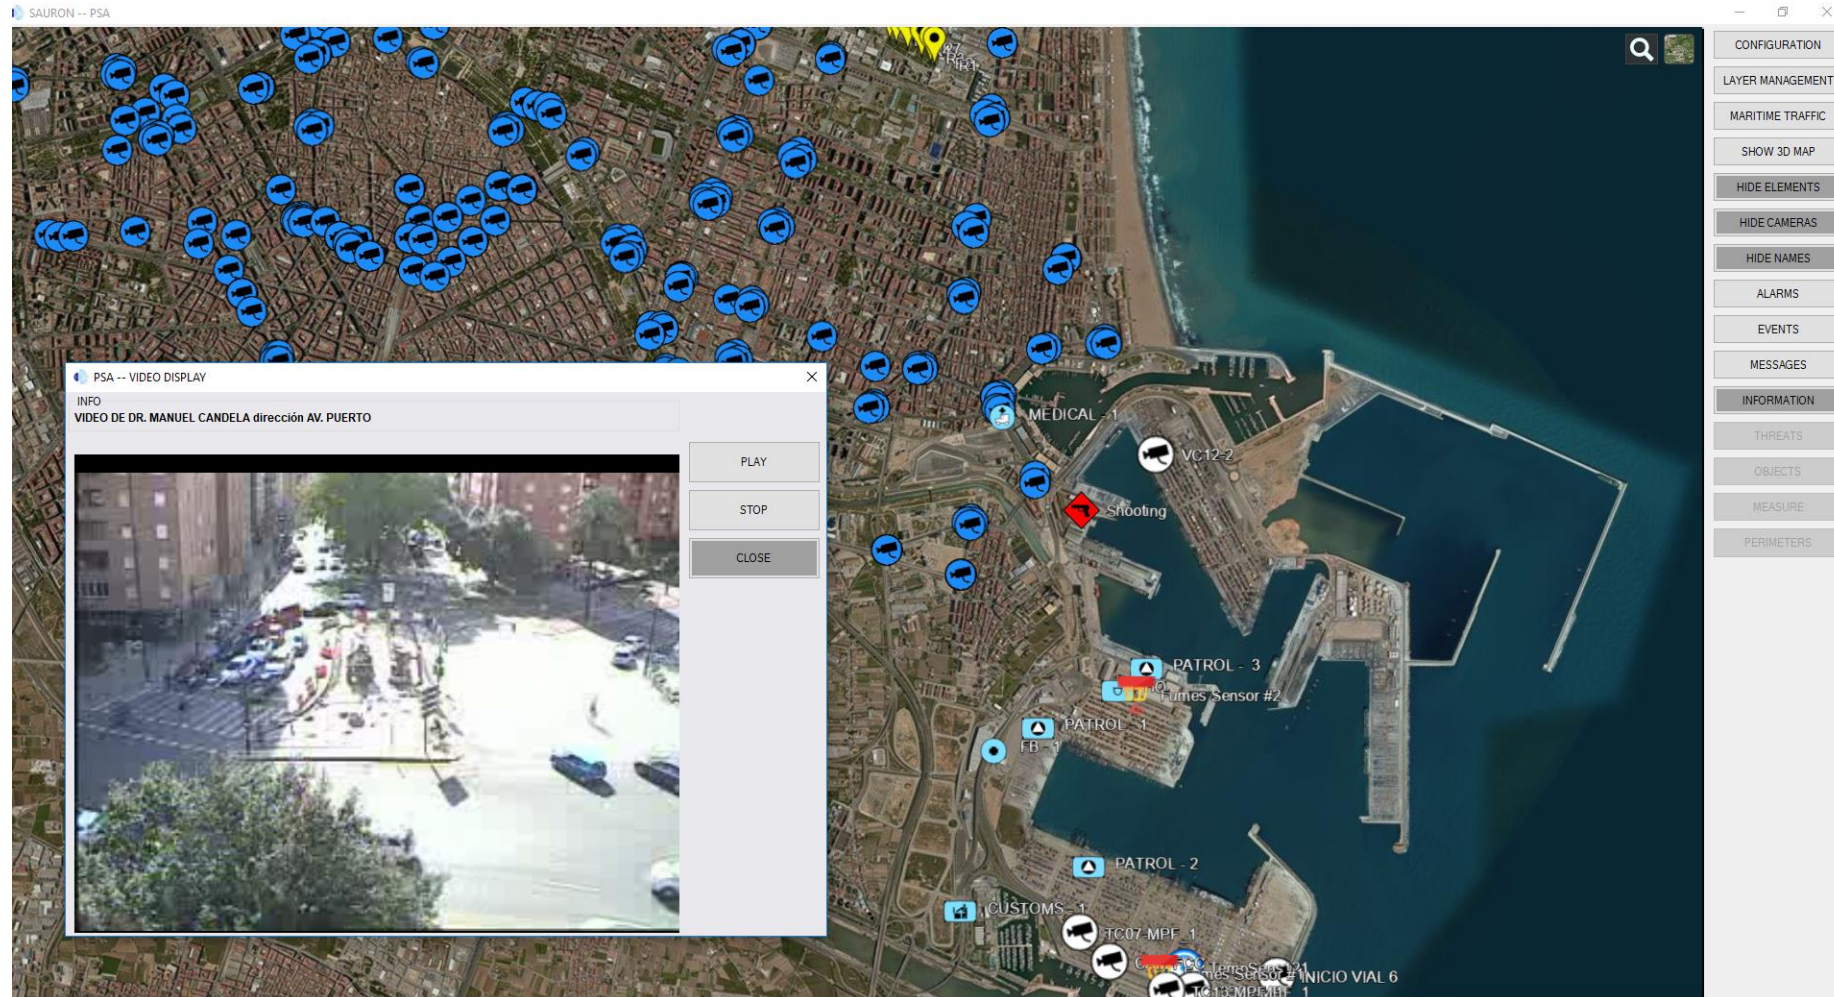 SAURON -- PSA
CONFIGURATION
LAYER MANAGEMENT
MARITIME TRAFFIC
SHOW 3D MAP
HIDE ELEMENTS
HIDE CAMERAS
HIDE NAMES
ALARMS
EVENTS
MESSAGES
INFORMATION
THREATS
OBJECTS
MEASURE
PERIMETERS
PSA -- VIDEO DISPLAY
INFO
VIDEO DE DR. MANUEL CANDELA dirección AV. PUERTO
PLAY
STOP
CLOSE
MEDICAL - 1
VC12-2
Shooting
PATROL - 3
Fumes Sensor #2
PATROL - 1
FB - 1
PATROL - 2
CUSTOMS - 1
TC07-MPF_1
INICIO VIAL 6